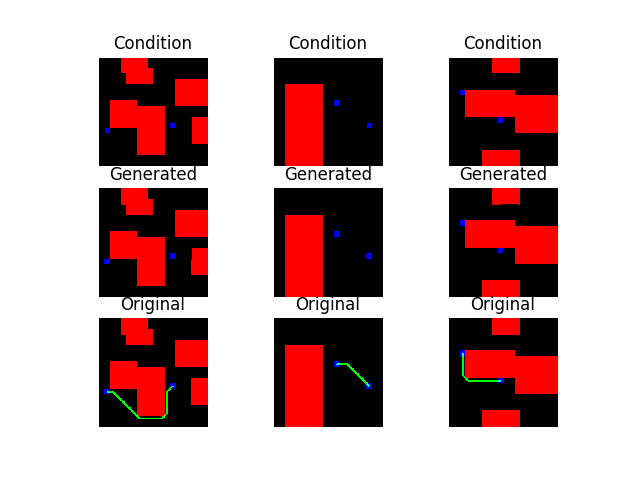 Condition Condition Condition
Generated Generated Generated
Original Original Original